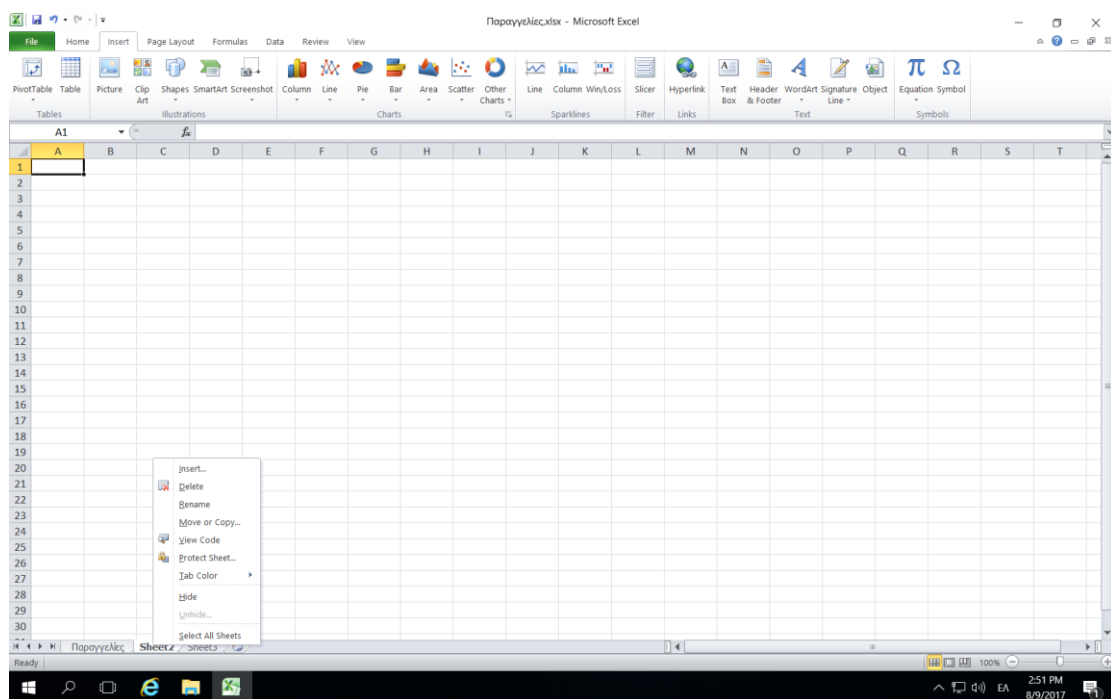 Παραγγελίες.xlsx - Microsoft Excel
File Home Insert Page Layout Formulas Data Review View
PivotTable Table Picture Clip Art Shapes SmartArt Screenshot Column Line Pie Bar Area Scatter Other Charts Line Column Win/Loss Slicer Hyperlink Text Box Header & Footer WordArt Signature Line Object Equation Symbol
Tables Illustrations Charts Sparklines Filter Links Text Symbols
A1 fx
A B C D E F G H I J K L M N O P Q R S T
1
2
3
4
5
6
7
8
9
10
11
12
13
14
15
16
17
18
19
20
21
22
23
24
25
26
27
28
29
30
Insert...
Delete
Rename
Move or Copy...
View Code
Protect Sheet...
Tab Color
Hide
Unhide...
Select All Sheets
Παραγγελίες Sheet2 Sheet3
Ready 100%
ΕΛ 2:51 PM
8/9/2017